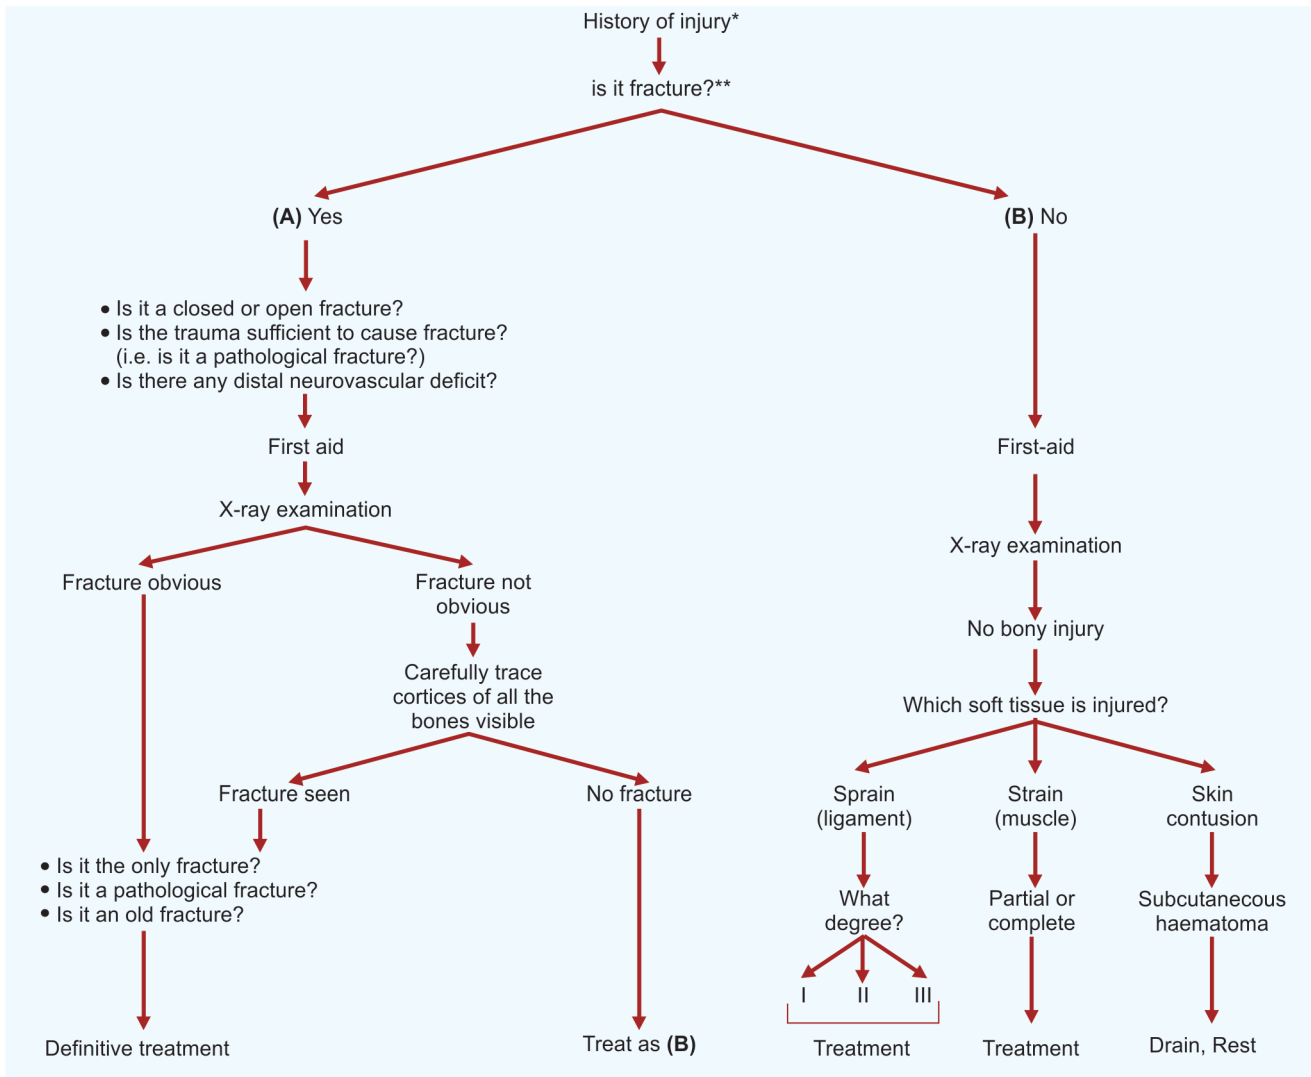 History of injury*
is it fracture?**
(A) Yes
(B) No
• Is it a closed or open fracture?
• Is the trauma sufficient to cause fracture?
(i.e. is it a pathological fracture?)
• Is there any distal neurovascular deficit?
First aid
X-ray examination
Fracture obvious
Fracture not
obvious
Carefully trace
cortices of all the
bones visible
Fracture seen
No fracture
• Is it the only fracture?
• Is it a pathological fracture?
• Is it an old fracture?
Definitive treatment
Treat as (B)
First-aid
X-ray examination
No bony injury
Which soft tissue is injured?
Sprain
(ligament)
Strain
(muscle)
Skin
contusion
What
degree?
Partial or
complete
Subcutanecous
haematoma
I II III
Treatment
Treatment
Drain, Rest